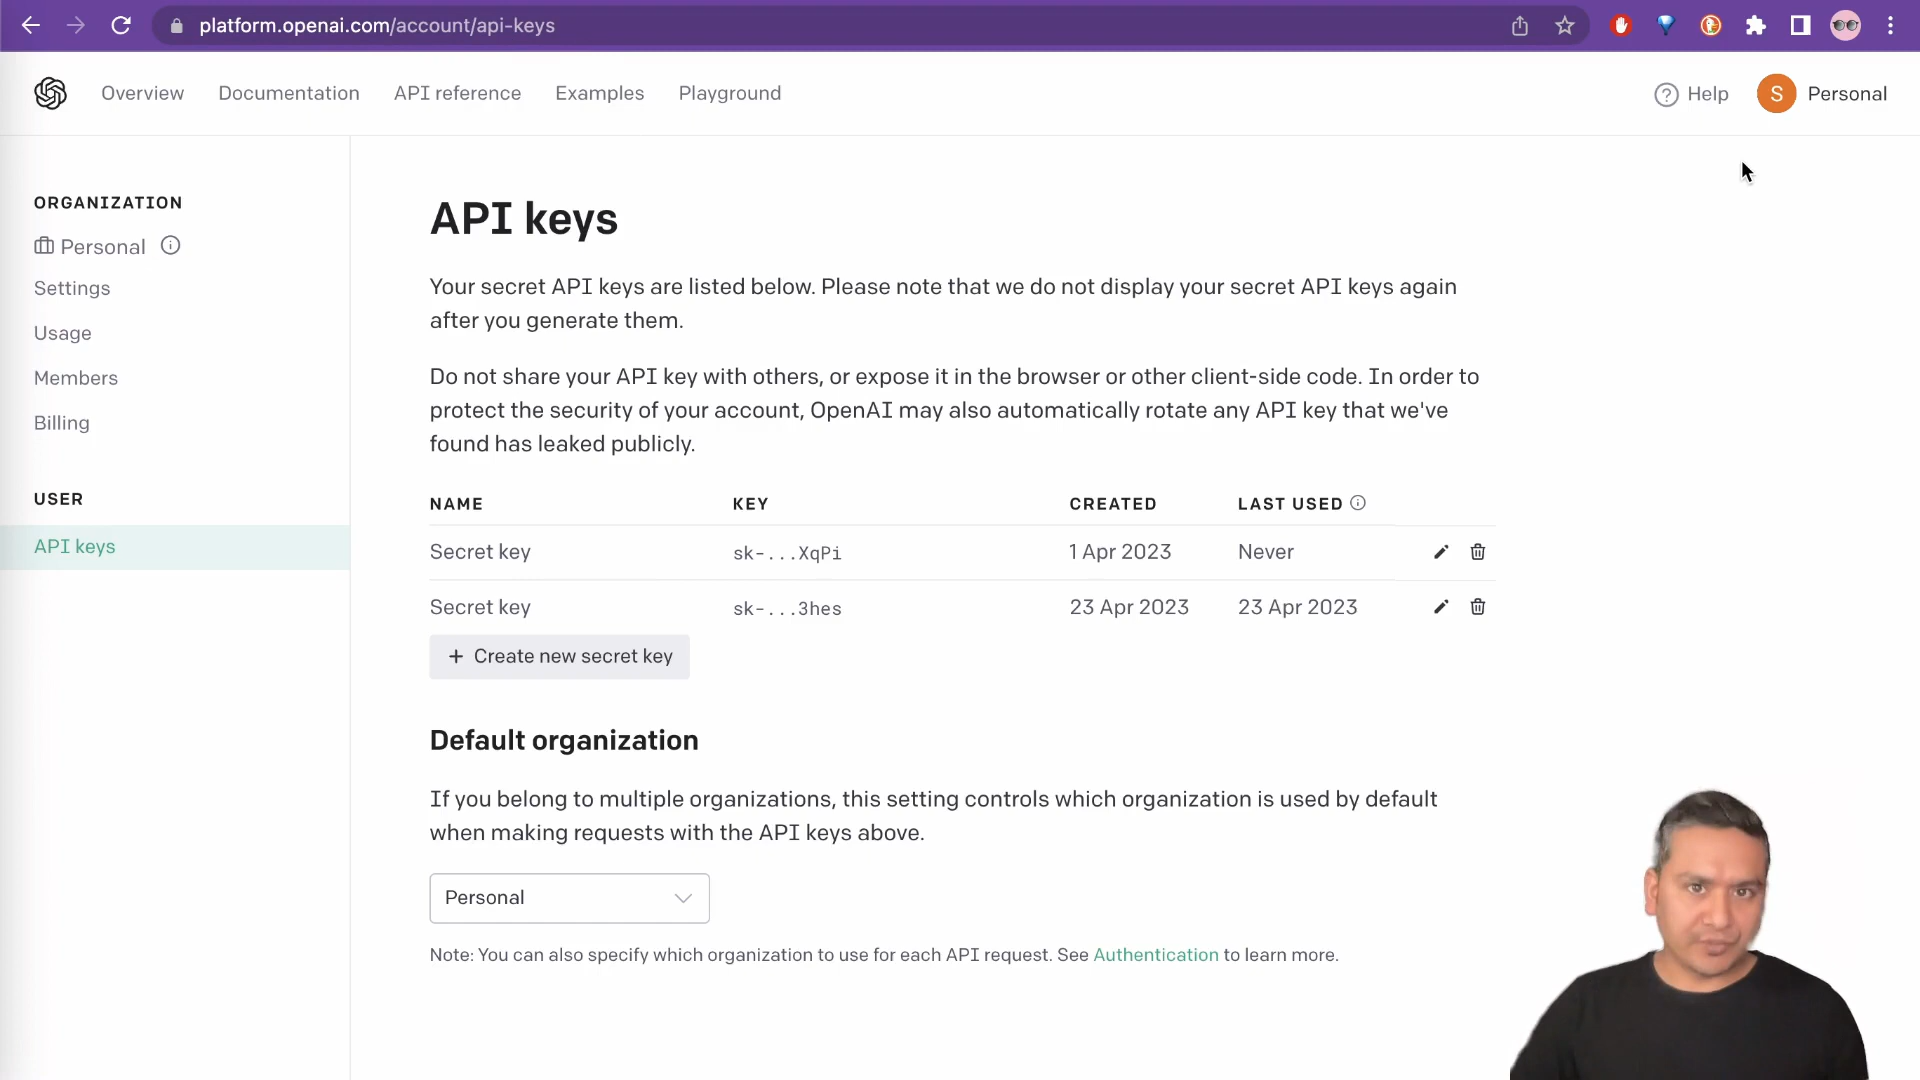 platform.openai.com/account/api-keys
Overview Documentation API reference Examples Playground
Help S Personal
ORGANIZATION
Personal
Settings
Usage
Members
Billing
USER
API keys
API keys
Your secret API keys are listed below. Please note that we do not display your secret API keys again
after you generate them.
Do not share your API key with others, or expose it in the browser or other client-side code. In order to
protect the security of your account, OpenAI may also automatically rotate any API key that we've
found has leaked publicly.
NAME KEY CREATED LAST USED
Secret key sk-...XqPi 1 Apr 2023 Never
Secret key sk-...3hes 23 Apr 2023 23 Apr 2023
+ Create new secret key
Default organization
If you belong to multiple organizations, this setting controls which organization is used by default
when making requests with the API keys above.
Personal
Note: You can also specify which organization to use for each API request. See Authentication to learn more.